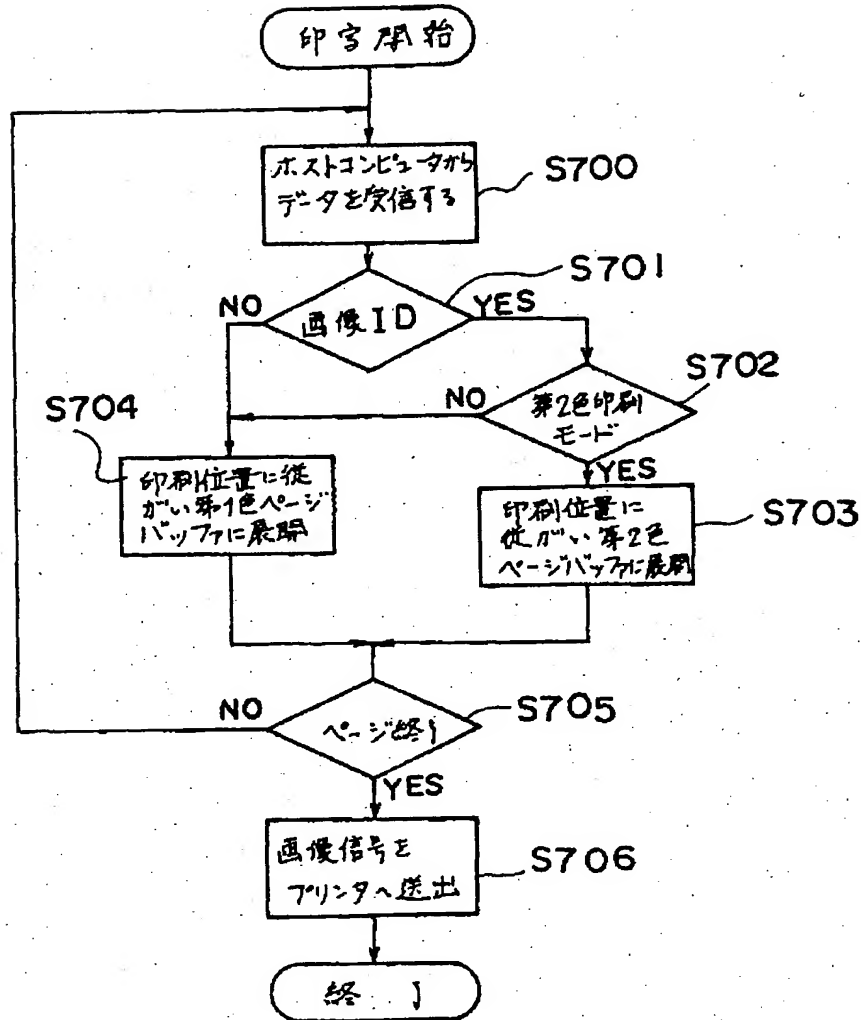 印字開始
ホストコンピュータから
データを受信する
S700
S701
NO
画像ID
YES
S702
NO
第2色印刷
モード
YES
S704
印刷位置に従
がい第1色ページ
バッファに展開
印刷位置に
従がい第2色
ページバッファに展開
S703
NO
ページ終り
S705
YES
画像信号を
プリンタへ送出
S706
終了